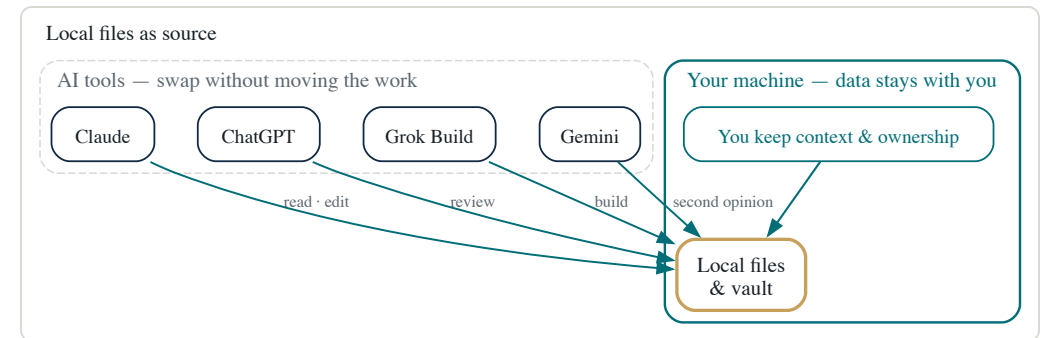 Local files as source
AI tools — swap without moving the work
Your machine — data stays with you
Claude
ChatGPT
Grok Build
Gemini
You keep context & ownership
read · edit
review
build
second opinion
Local files
& vault